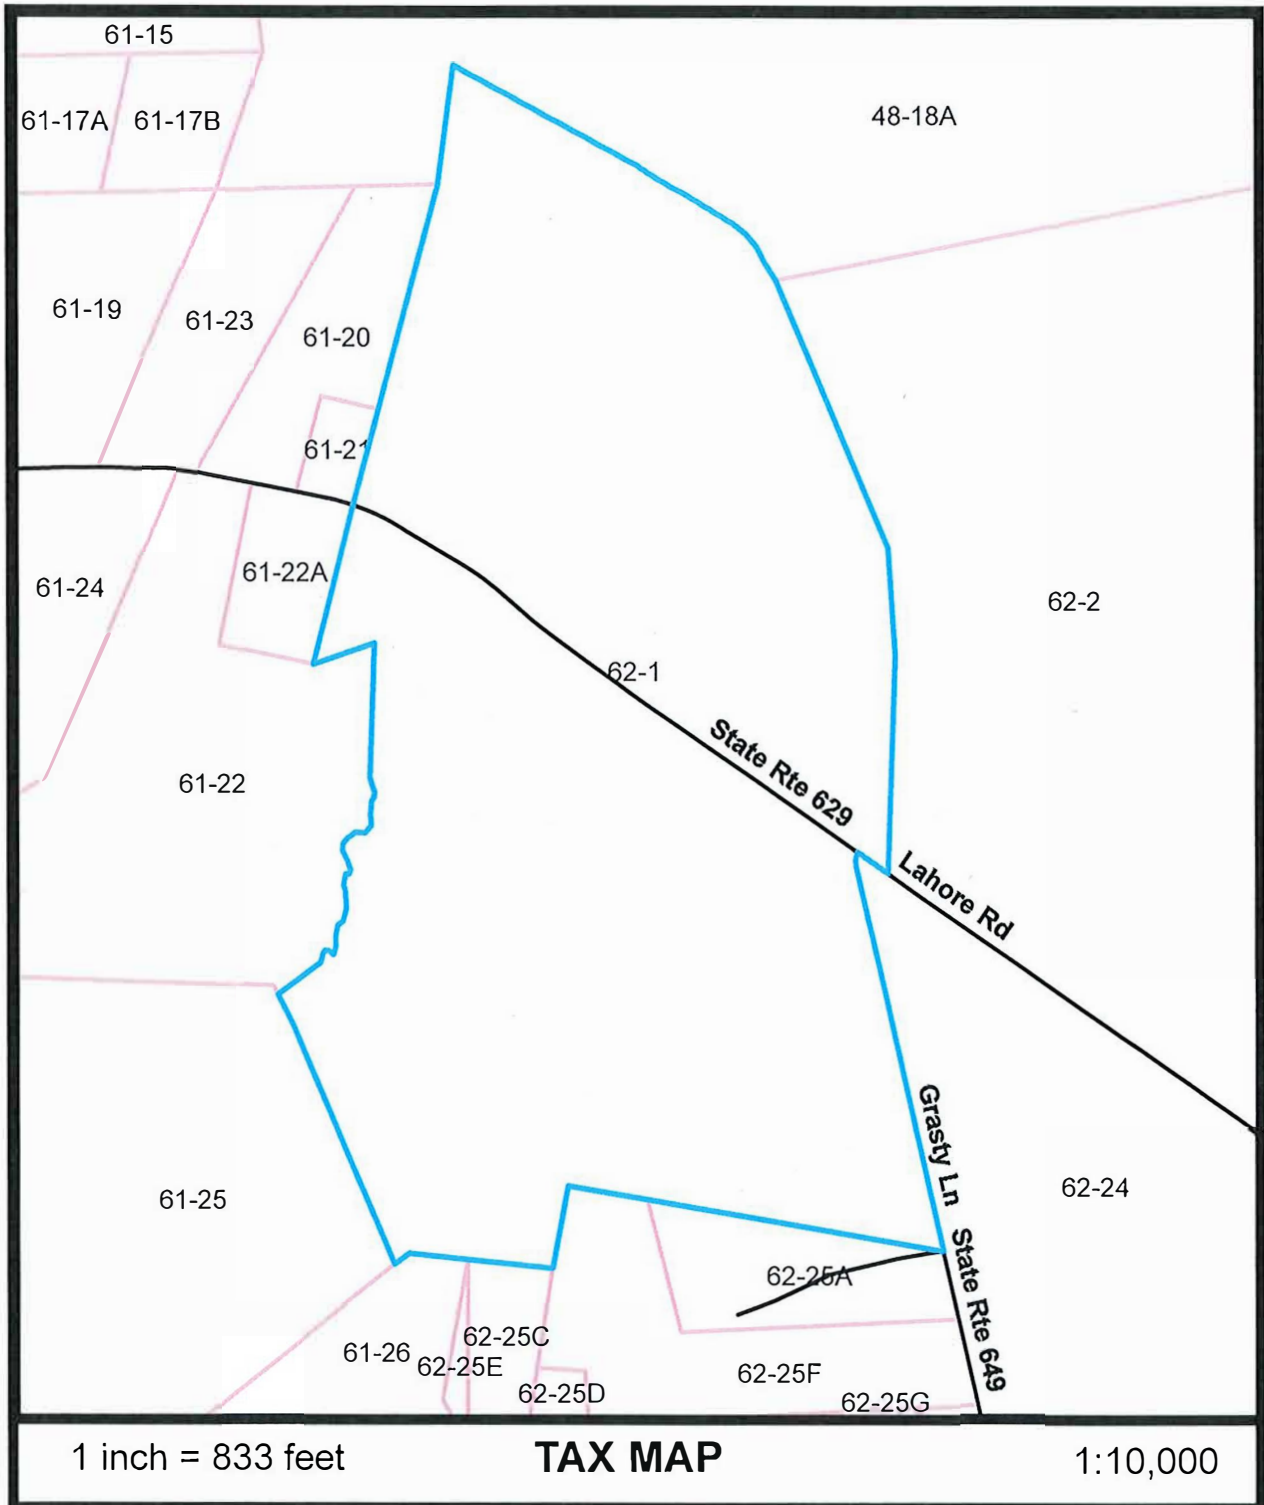 61-15
61-17A
61-17B
48-18A
61-19
61-23
61-20
61-21
61-24
61-22A
62-2
62-1
State Rte 629
61-22
Lahore Rd
Grasty Ln
62-24
61-25
State Rte 649
62-25A
62-25C
61-26
62-25E
62-25F
62-25D
62-25G
1 inch = 833 feet
TAX MAP
1:10,000